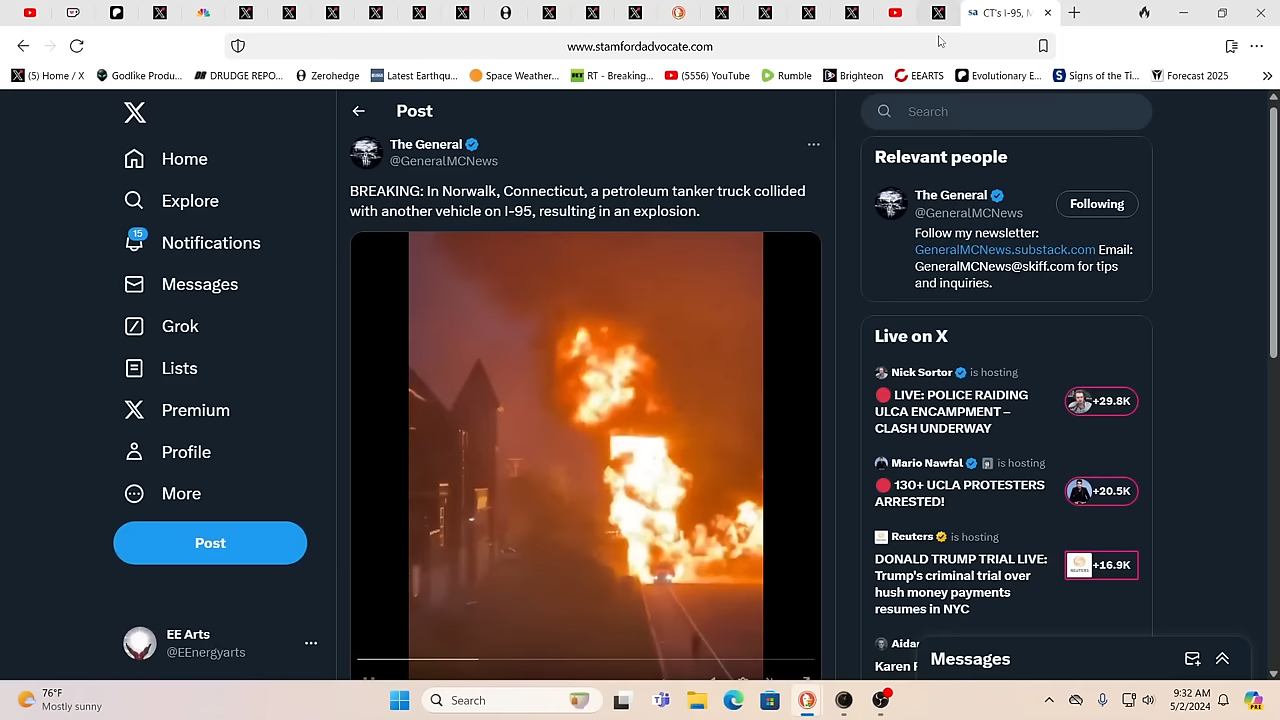 CT's I-95, M
www.stamfordadvocate.com
(5) Home / X
Godlike Produ...
DRUDGE REPO...
Zerohedge
Latest Earthqu...
Space Weather...
RT - Breaking...
(5556) YouTube
Rumble
Brighteon
EEARTS
Evolutionary E...
Signs of the Ti...
Forecast 2025
Home
Explore
15
Notifications
Messages
Grok
Lists
Premium
Profile
More
Post
EE Arts
@EEnergyarts
Post
The General
@GeneralMCNews
BREAKING: In Norwalk, Connecticut, a petroleum tanker truck collided
with another vehicle on I-95, resulting in an explosion.
Search
Relevant people
The General
@GeneralMCNews
Following
Follow my newsletter:
GeneralMCNews.substack.com Email:
GeneralMCNews@skiff.com for tips
and inquiries.
Live on X
Nick Sortor is hosting
LIVE: POLICE RAIDING
ULCA ENCAMPMENT –
CLASH UNDERWAY
+29.8K
Mario Nawfal is hosting
130+ UCLA PROTESTERS
ARRESTED!
+20.5K
Reuters is hosting
DONALD TRUMP TRIAL LIVE:
Trump's criminal trial over
hush money payments
resumes in NYC
+16.9K
Aidan
Karen
Messages
76°F
Mostly sunny
Search
9:32 AM
5/2/2024